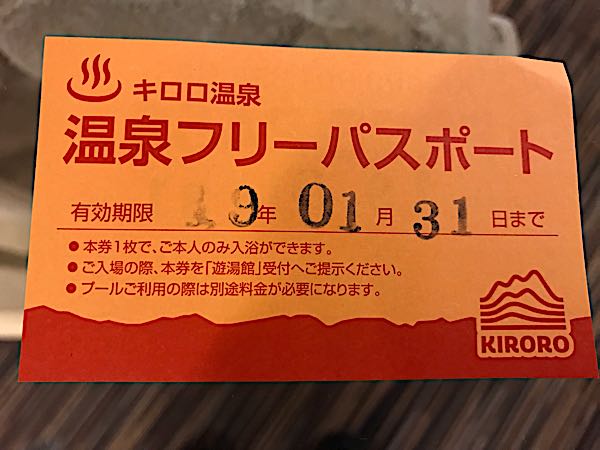 キロロ温泉
温泉フリーパスポート
有効期限 19年 01月 31日まで
● 本券1枚で、ご本人のみ入浴ができます。
● ご入場の際、本券を「遊湯館」受付へご提示ください。
● プールご利用の際は別途料金が必要になります。
KIRORO